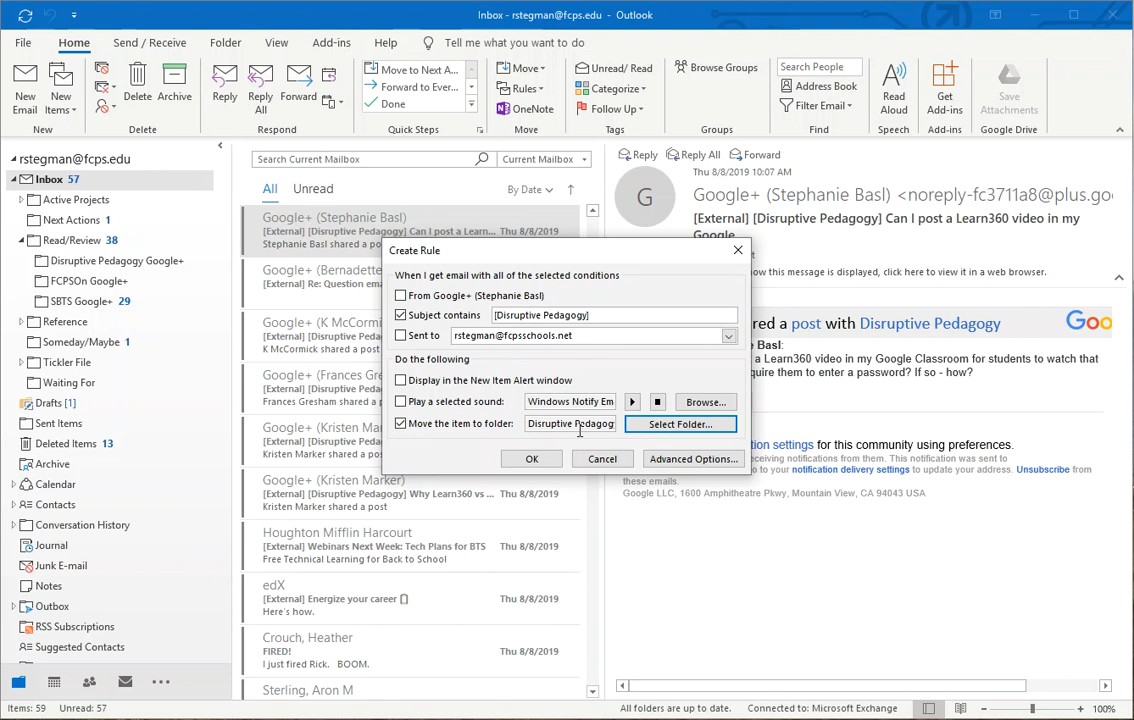 Inbox - rstegman@fcps.edu - Outlook
File Home Send / Receive Folder View Add-ins Help Tell me what you want to do
New Email
New Items
Delete
Archive
Reply
Reply All
Forward
Move to Next A...
Forward to Ever...
Done
Move
Rules
OneNote
Unread/ Read
Categorize
Follow Up
Browse Groups
Search People
Address Book
Filter Email
Read Aloud
Get Add-ins
Save Attachments
New Delete Respond Quick Steps Move Tags Groups Find Speech Add-ins Google Drive
rstegman@fcps.edu
Inbox 57
Active Projects
Next Actions 1
Read/Review 38
Disruptive Pedagogy Google+
FCPSOn Google+
SBTS Google+ 29
Reference
Someday/Maybe 1
Tickler File
Waiting For
Drafts [1]
Sent Items
Deleted Items 13
Archive
Calendar
Contacts
Conversation History
Journal
Junk E-mail
Notes
Outbox
RSS Subscriptions
Suggested Contacts
Search Current Mailbox Current Mailbox
All Unread By Date
Google+ (Stephanie Basl)
[External] [Disruptive Pedagogy] Can I post a Learn... Thu 8/8/2019
Stephanie Basl shared a po
Google+ (Bernadette
[External] Re: Question ema
Google+ (K McCormi
[External] [Disruptive
K McCormick shared a p
Google+ (Frances Gre
[External] [Disruptive
Frances Gresham share
Google+ (Kristen Mar
[External] [Disruptive
Kristen Marker shared a
Google+ (Kristen Marker)
[External] [Disruptive Pedagogy] Why Learn360 vs ... Thu 8/8/2019
Kristen Marker shared a post
Houghton Mifflin Harcourt
[External] Webinars Next Week: Tech Plans for BTS Thu 8/8/2019
Free Technical Learning for Back to School
edX
[External] Energize your career Thu 8/8/2019
Here's how.
Crouch, Heather
FIRED! Thu 8/8/2019
I just fired Rick. BOOM.
Sterling, Aron M
Create Rule
When I get email with all of the selected conditions
From Google+ (Stephanie Basl)
Subject contains [Disruptive Pedagogy]
Sent to rstegman@fcpsschools.net
Do the following
Display in the New Item Alert window
Play a selected sound: Windows Notify Em Browse...
Move the item to folder: Disruptive Pedagog Select Folder...
OK Cancel Advanced Options...
Reply Reply All Forward
Thu 8/8/2019 10:07 AM
G
Google+ (Stephanie Basl) <noreply-fc3711a8@plus.go
[External] [Disruptive Pedagogy] Can I post a Learn360 video in my
Google
how this message is displayed, click here to view it in a web browser.
red a post with Disruptive Pedagogy
Goo
e Basl:
a Learn360 video in my Google Classroom for students to watch that
quire them to enter a password? If so - how?
ication settings for this community using preferences.
receiving notifications from them. This notification was sent to
go to your notification delivery settings to update your address. Unsubscribe from
these emails.
Google LLC, 1600 Amphitheatre Pkwy, Mountain View, CA 94043 USA
Items: 59 Unread: 57 All folders are up to date. Connected to: Microsoft Exchange 100%